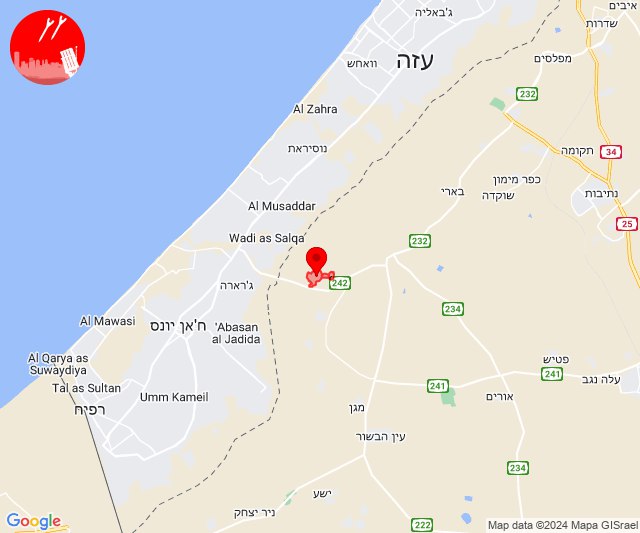 איבים
ג'באליה
שדרות
עזה
וואחש
מפלסים
232
Al Zahra
נוסיראת
תקומה
34
כפר מימון
שוקדה
בארי
נתיבות
Al Musaddar
25
Wadi as Salqa
232
242
ג'רארה
234
Al Mawasi
ח'אן יונס
'Abasan
al Jadida
Al Qarya as
Suwaydiya
פטיש
241
עלה נגב
Tal as Sultan
241
Umm Kameil
אורים
רפיח
מגן
עין הבשור
234
ישע
ניר יצחק
222
Google
Map data ©2024 Mapa GISrael